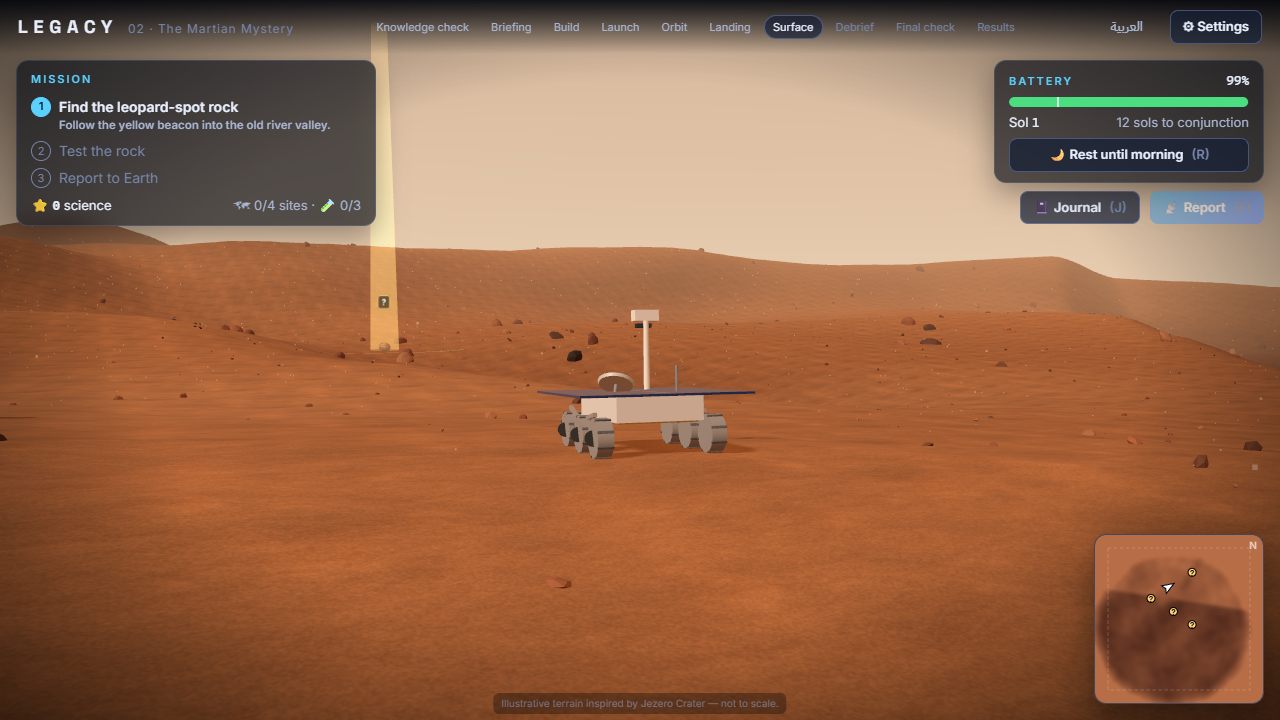 LEGACY 02 · The Martian Mystery
Knowledge check Briefing Build Launch Orbit Landing Surface Debrief Final check Results
العربية
Settings
MISSION
1 Find the leopard-spot rock
Follow the yellow beacon into the old river valley.
2 Test the rock
3 Report to Earth
0 science 0/4 sites · 0/3
BATTERY 99%
Sol 1 12 sols to conjunction
Rest until morning (R)
Journal (J) Report
?
N
?
?
?
?
Illustrative terrain inspired by Jezero Crater — not to scale.